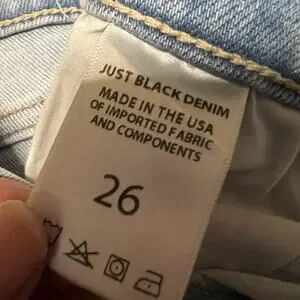 JUST BLACK DENIM
MADE IN THE USA
OF IMPORTED FABRIC
AND COMPONENTS
26